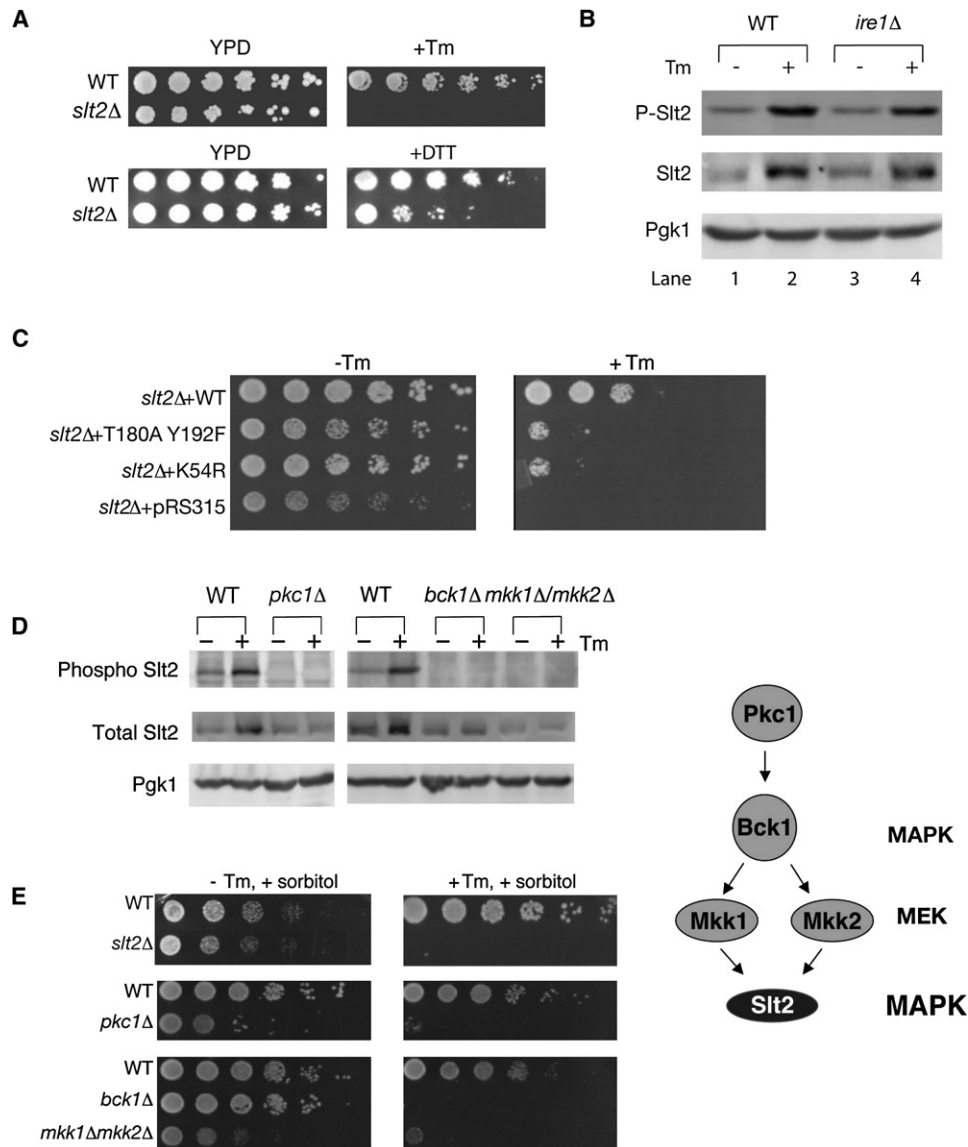 A
YPD
+Tm
WT
slt2Δ
YPD
+DTT
WT
slt2Δ
B
WT
ire1Δ
Tm
-
+
-
+
P-Slt2
Slt2
Pgk1
Lane
1
2
3
4
C
-Tm
+ Tm
slt2Δ+WT
slt2Δ+T180A Y192F
slt2Δ+K54R
slt2Δ+pRS315
D
WT
pkc1Δ
WT
bck1Δ mkk1Δ/mkk2Δ
–
+
–
+
–
+
–
+
–
+
Tm
Phospho Slt2
Total Slt2
Pgk1
Pkc1
Bck1
MAPK
Mkk1
Mkk2
MEK
Slt2
MAPK
E
- Tm, + sorbitol
+Tm, + sorbitol
WT
slt2Δ
WT
pkc1Δ
WT
bck1Δ
mkk1Δmkk2Δ